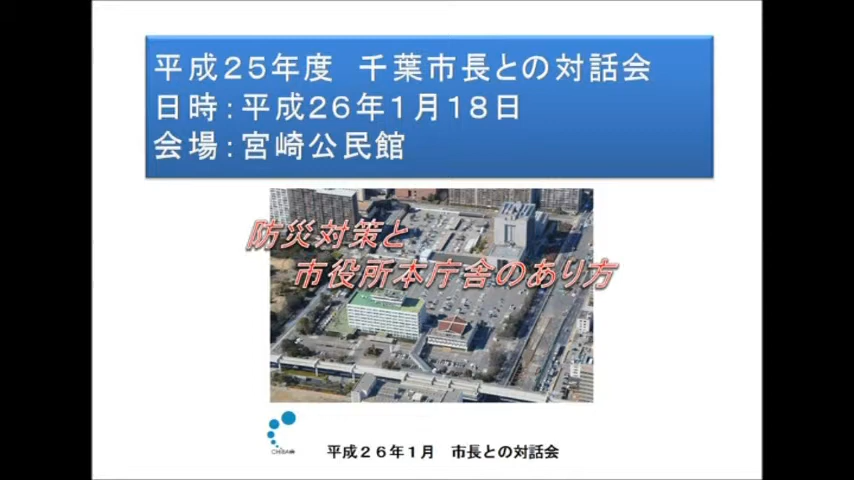 平成２５年度　千葉市長との対話会
日時：平成２６年１月１８日
会場：宮崎公民館
防災対策と
市役所本庁舎のあり方
平成２６年１月　市長との対話会